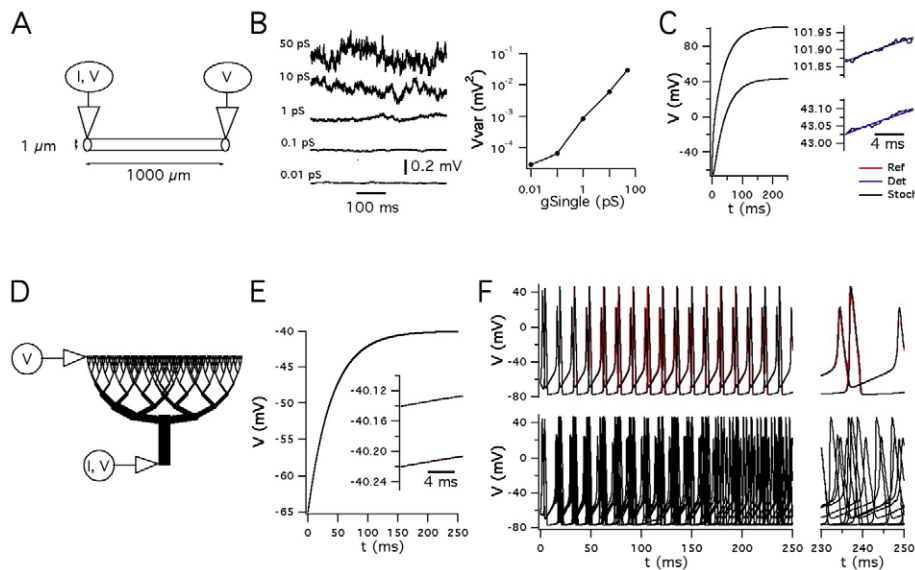 A
I, V
V
1 µm
1000 µm
B
50 pS
10 pS
1 pS
0.1 pS
0.01 pS
0.2 mV
100 ms
Vvar (mV²)
10⁻¹
10⁻²
10⁻³
10⁻⁴
0.01
1
100
gSingle (pS)
C
V (mV)
80
40
0
-40
0
100
200
t (ms)
101.95
101.90
101.85
43.10
43.05
43.00
4 ms
Ref
Det
Stoch
D
V
I, V
E
V (mV)
-40
-45
-50
-55
-60
-65
0
50
100
150
200
250
t (ms)
-40.12
-40.16
-40.20
-40.24
4 ms
F
V (mV)
40
0
-40
-80
V (mV)
40
0
-40
-80
0
50
100
150
200
250
t (ms)
230
240
250
t (ms)